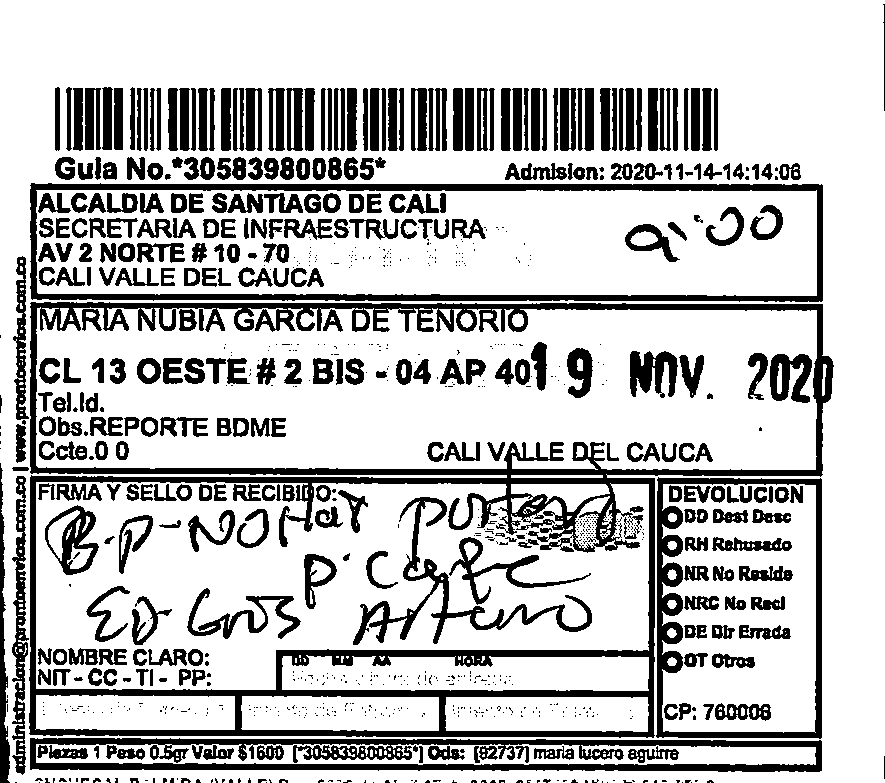 Guia No.*305839800865*
Admision: 2020-11-14-14:14:06
ALCALDIA DE SANTIAGO DE CALI
SECRETARIA DE INFRAESTRUCTURA
AV 2 NORTE # 10 - 70
CALI VALLE DEL CAUCA
9:00
MARIA NUBIA GARCIA DE TENORIO
CL 13 OESTE # 2 BIS - 04 AP 401
19 NOV. 2020
Tel.Id.
Obs.REPORTE BDME
Ccte.0 0
CALI VALLE DEL CAUCA
FIRMA Y SELLO DE RECIBIDO:
B.P-NO Hay
P. Cafe
ED- Gris Arturo
NOMBRE CLARO:
NIT - CC - TI - PP:
DD MM AA HORA
DEVOLUCION
DD Dest Desc
RH Rehusado
NR No Reside
NRC No Recl
DE Dir Errada
OT Otros
CP: 760006
Piezas 1 Peso 0.5gr Valor $1600 [*305839800865*] Ods: [92737] maria lucero aguirre
administracion@prontoenvios.com.co | www.prontoenvios.com.co